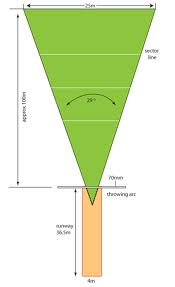 25m
sector
line
approx 100m
29°
70mm
throwing arc
runway
36.5m
4m